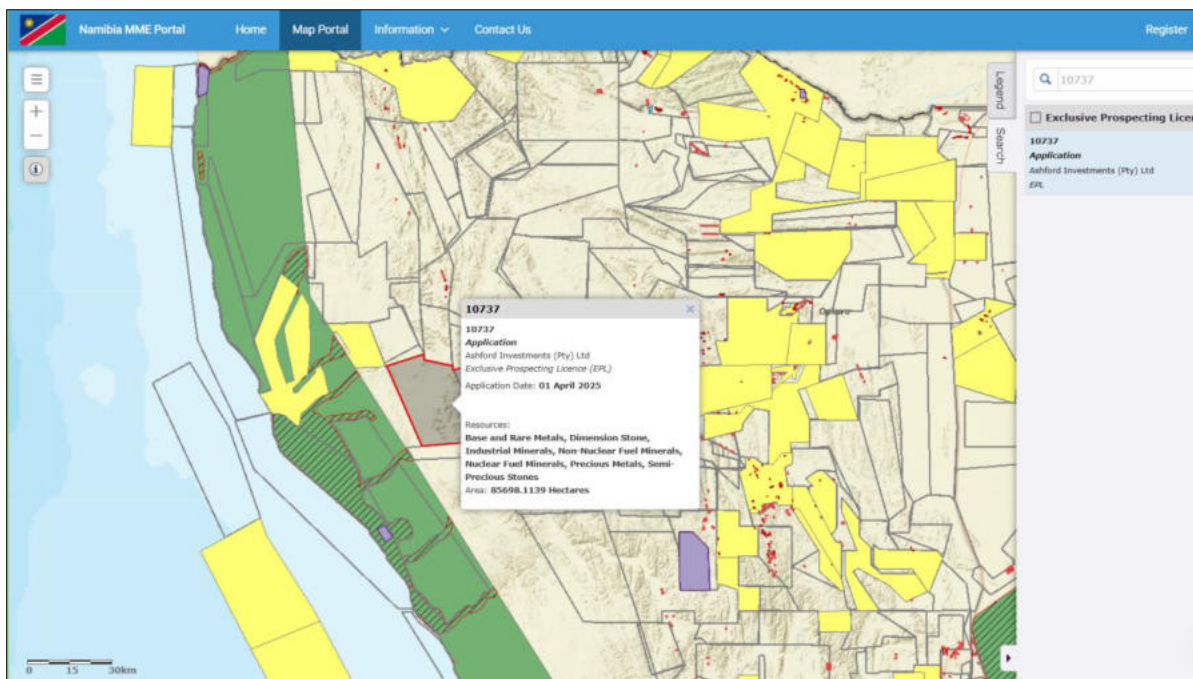 Namibia MME Portal
Home
Map Portal
Information
Contact Us
Register
Legend
Search
10737
Exclusive Prospecting Licen
10737
Application
Ashford Investments (Pty) Ltd
EPL
10737
10737
Application
Ashford Investments (Pty) Ltd
Exclusive Prospecting Licence (EPL)
Application Date: 01 April 2025
Resources:
Base and Rare Metals, Dimension Stone,
Industrial Minerals, Non-Nuclear Fuel Minerals,
Nuclear Fuel Minerals, Precious Metals, Semi-
Precious Stones
Area: 85698.1139 Hectares
0 15 30km